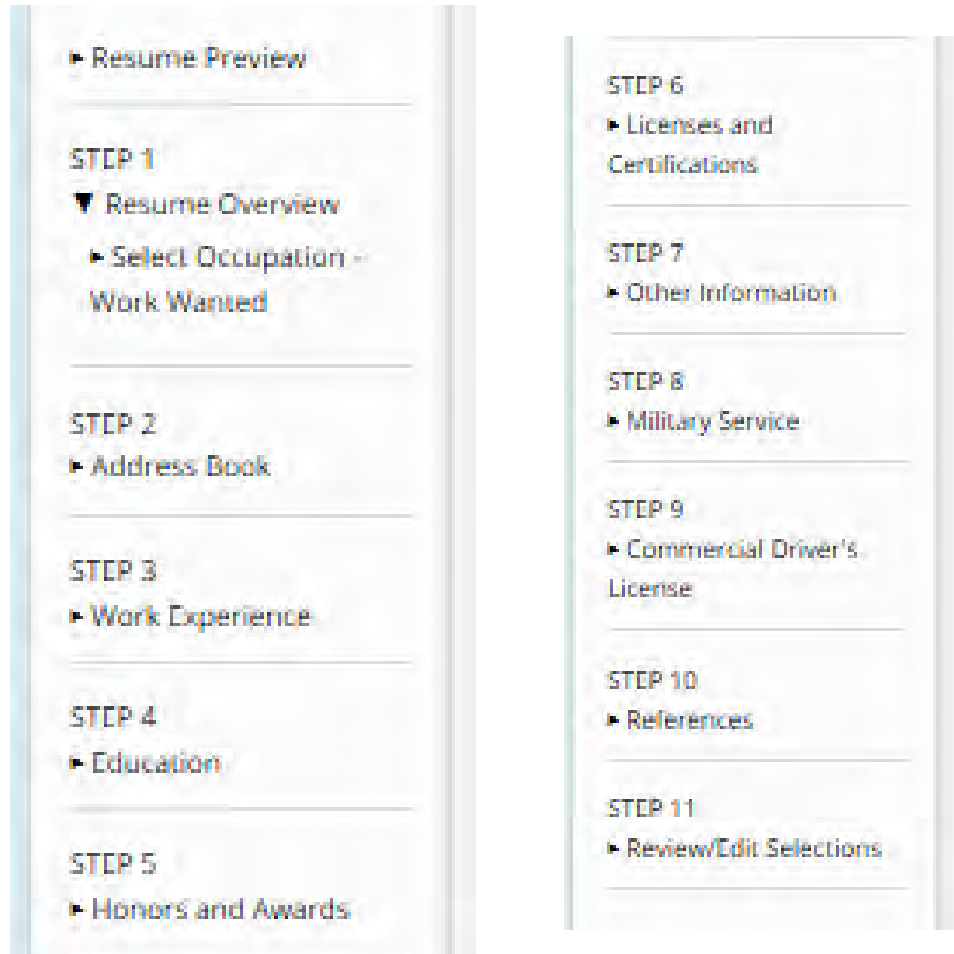 ► Resume Preview
STEP 1
▼ Resume Overview
► Select Occupation -
Work Wanted
STEP 2
► Address Book
STEP 3
► Work Experience
STEP 4
► Education
STEP 5
► Honors and Awards
STEP 6
► Licenses and
Certifications
STEP 7
► Other Information
STEP 8
► Military Service
STEP 9
► Commercial Driver's
License
STEP 10
► References
STEP 11
► Review/Edit Selections